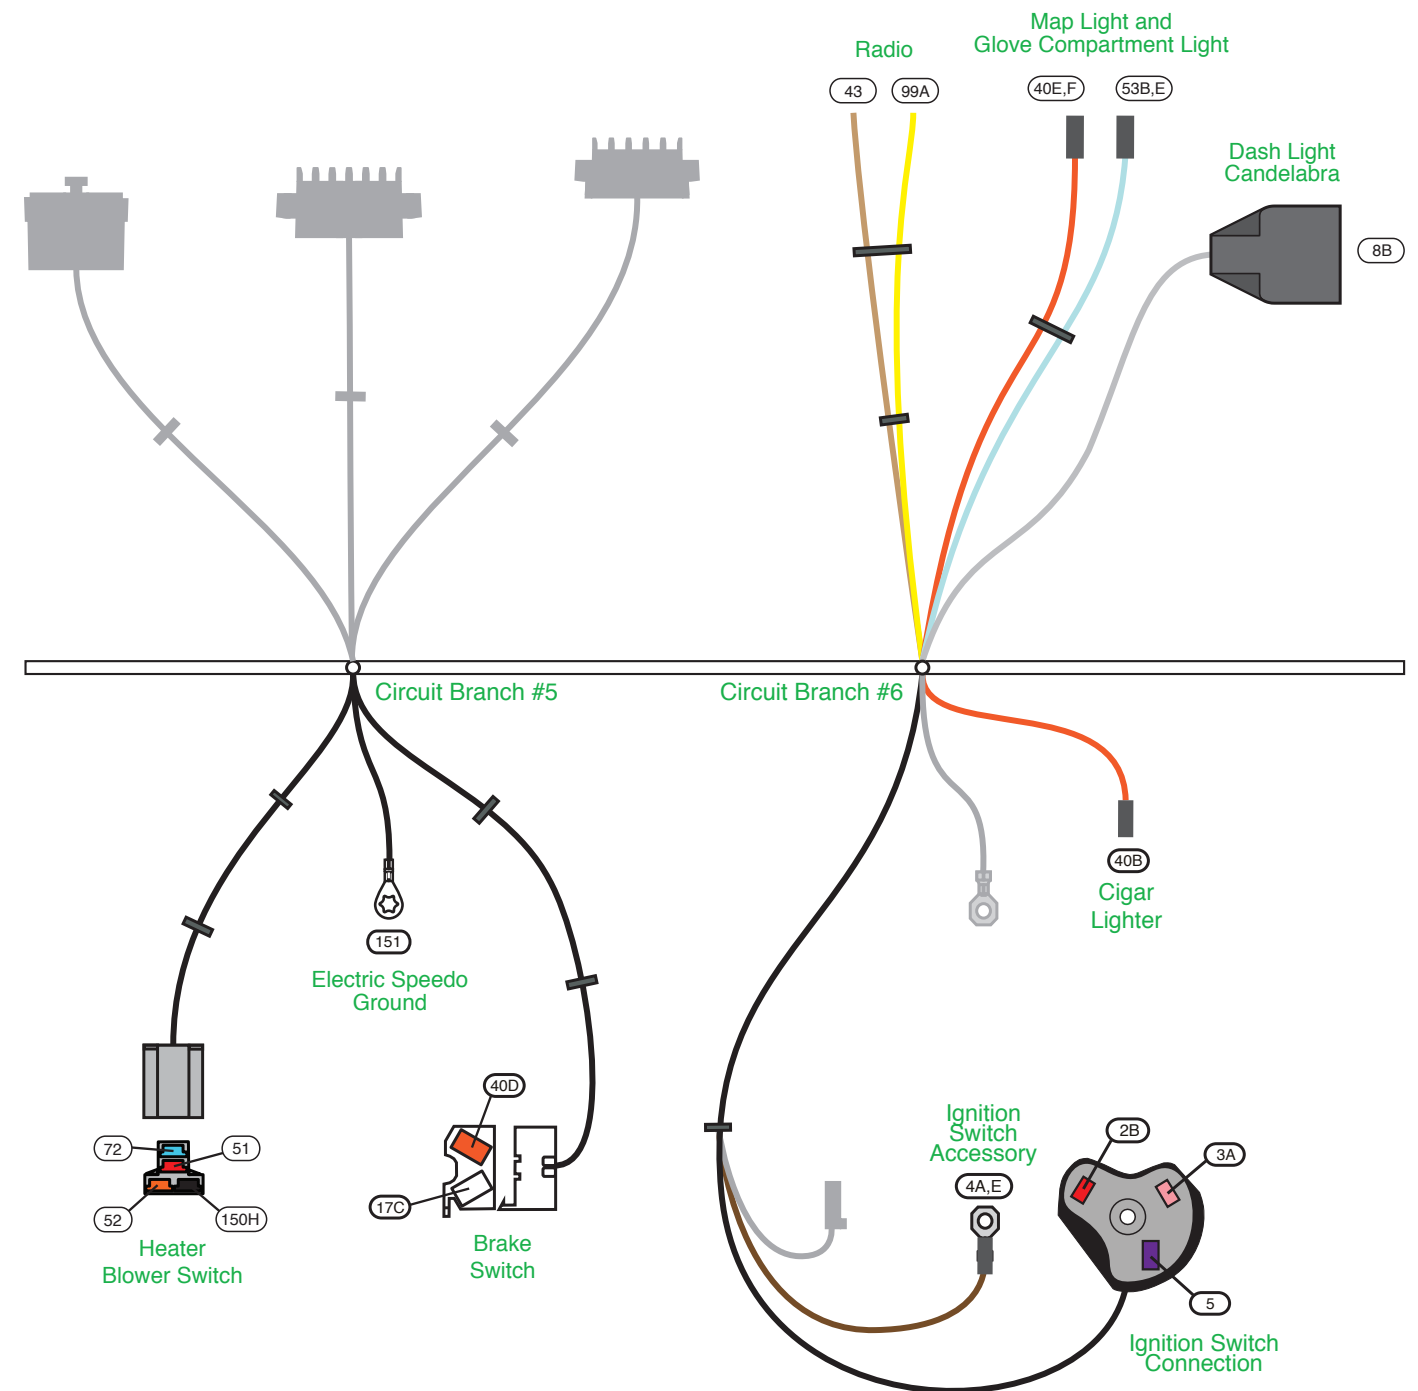 Radio
43
99A
Map Light and
Glove Compartment Light
40E,F
53B,E
Dash Light
Candelabra
8B
Circuit Branch #5
Circuit Branch #6
40B
Cigar
Lighter
151
Electric Speedo
Ground
72
51
52
150H
Heater
Blower Switch
40D
17C
Brake
Switch
Ignition
Switch
Accessory
4A,E
2B
3A
5
Ignition Switch
Connection